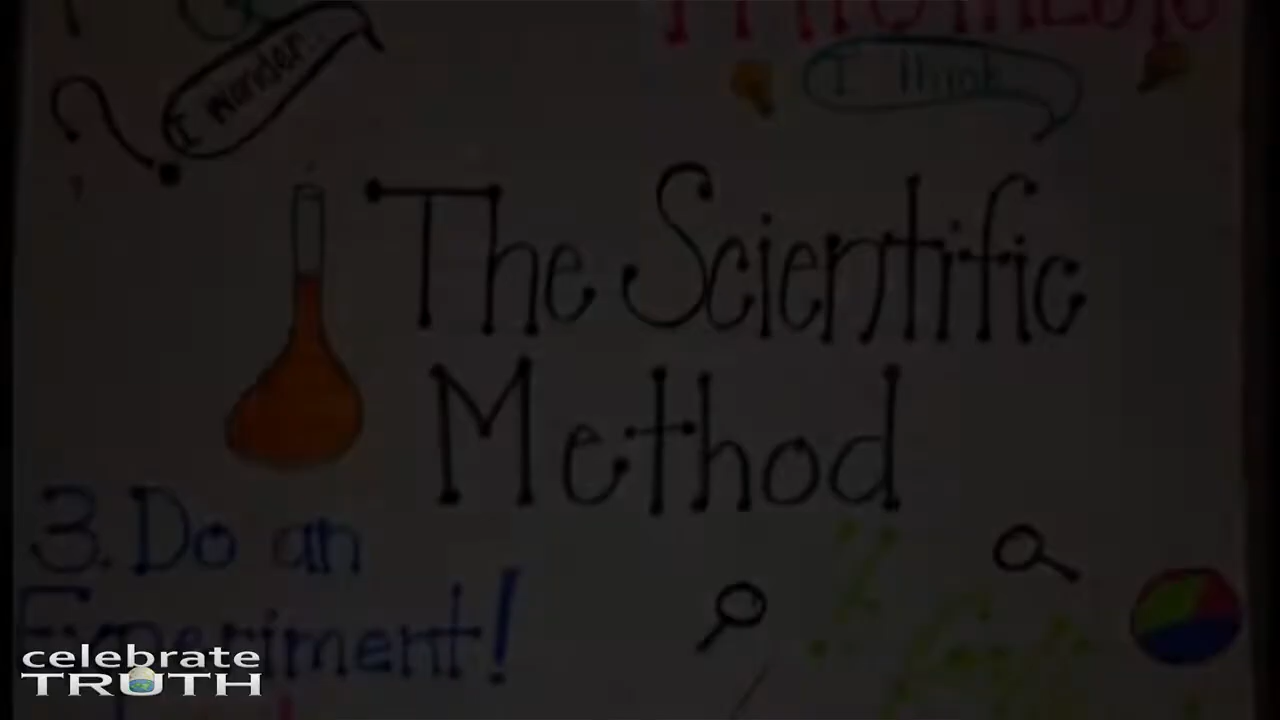 I Wonder..
I think
The Scientific
Method
3. Do an
Experiment!
celebrate
TRUTH